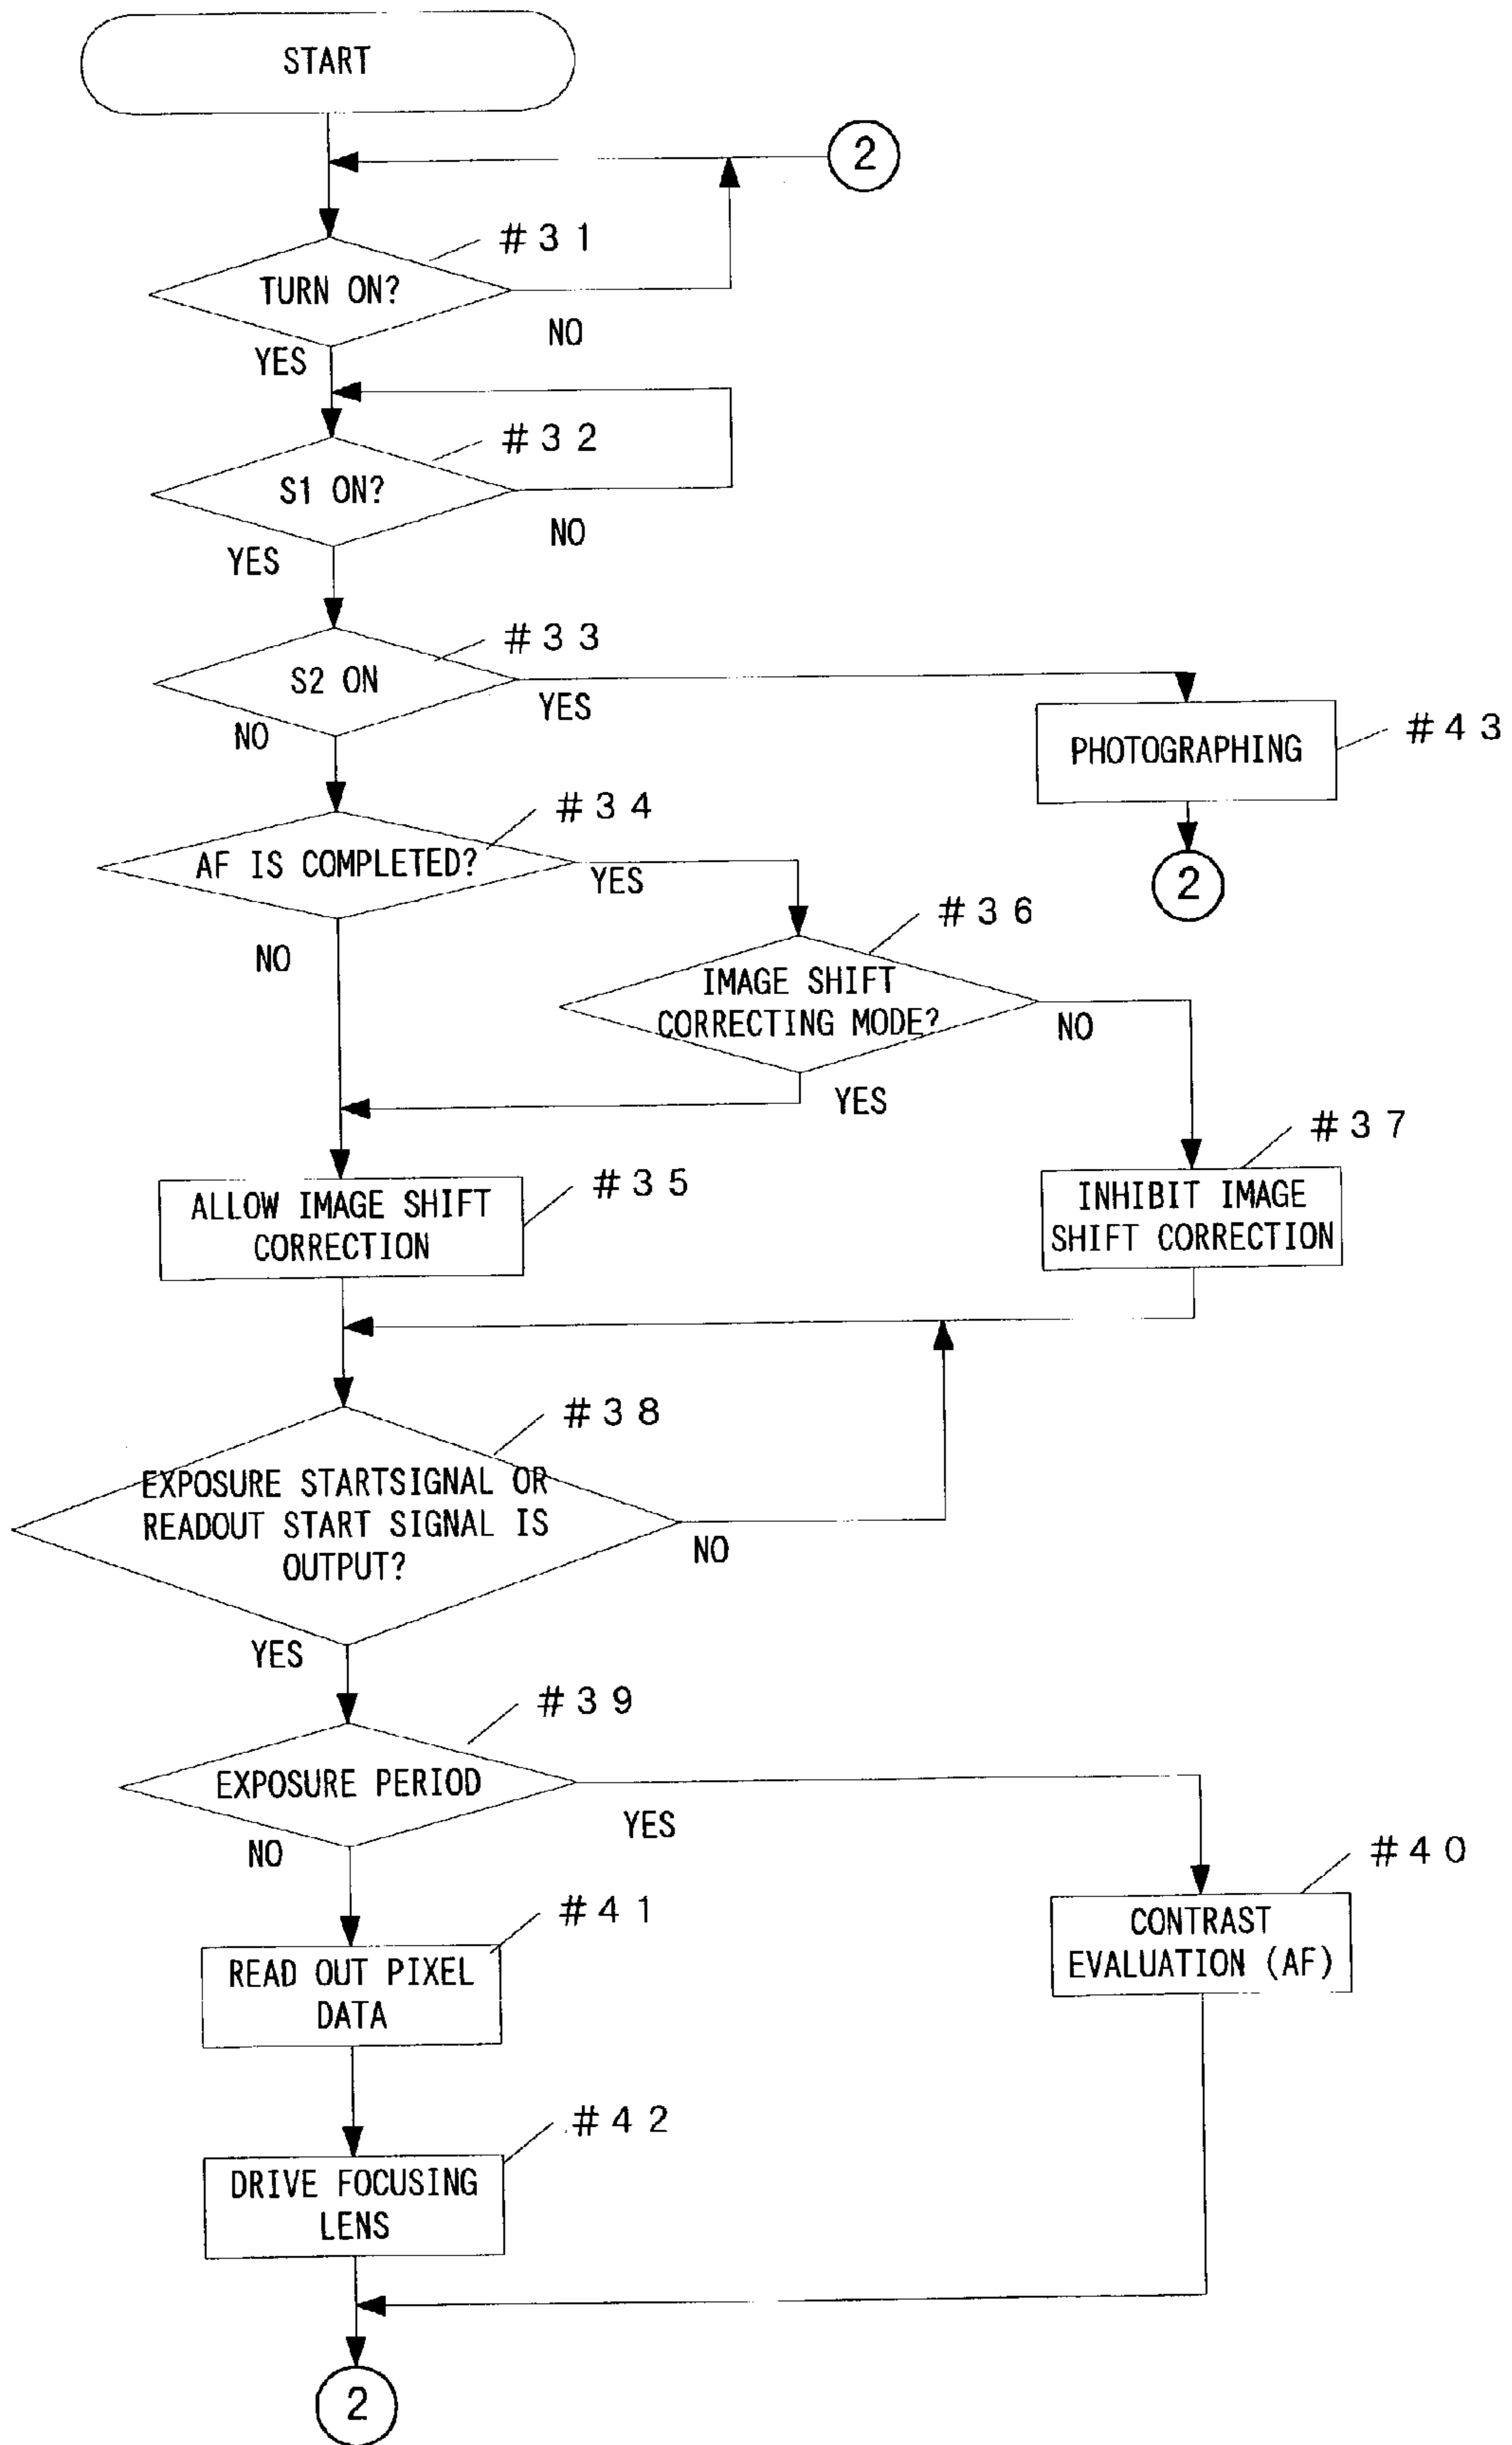 START
2
#31
TURN ON?
NO
YES
#32
S1 ON?
NO
YES
#33
S2 ON
YES
NO
#43
PHOTOGRAPHING
2
#34
AF IS COMPLETED?
YES
NO
#36
IMAGE SHIFT
CORRECTING MODE?
NO
YES
#35
ALLOW IMAGE SHIFT
CORRECTION
#37
INHIBIT IMAGE
SHIFT CORRECTION
#38
EXPOSURE STARTSIGNAL OR
READOUT START SIGNAL IS
OUTPUT?
NO
YES
#39
EXPOSURE PERIOD
YES
NO
#40
CONTRAST
EVALUATION (AF)
#41
READ OUT PIXEL
DATA
#42
DRIVE FOCUSING
LENS
2